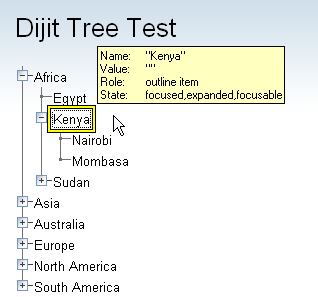 Dijit Tree Test
Name: "Kenya"
Value: ""
Role: outline item
State: focused,expanded,focusable
Africa
Egypt
Kenya
Nairobi
Mombasa
Sudan
Asia
Australia
Europe
North America
South America